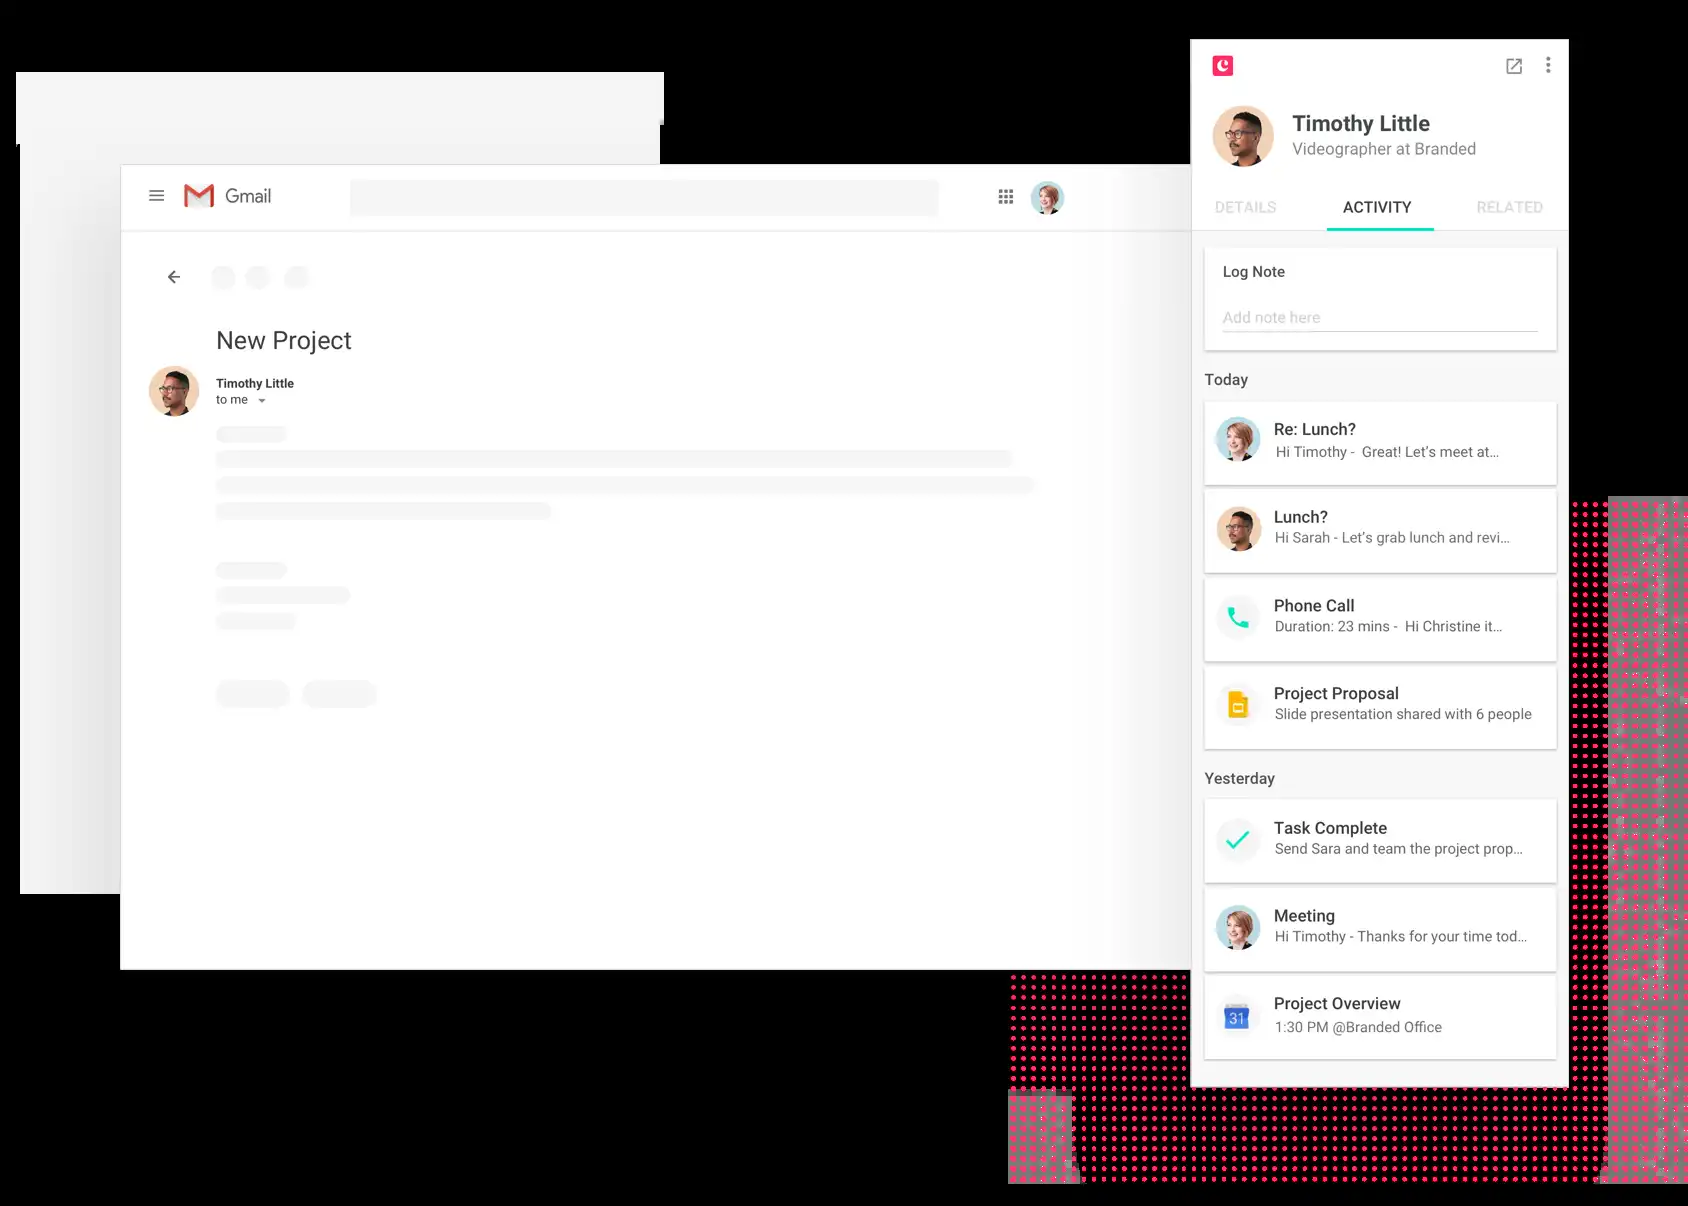 Gmail
New Project
Timothy Little
to me
Timothy Little
Videographer at Branded
DETAILS ACTIVITY RELATED
Log Note
Add note here
Today
Re: Lunch?
Hi Timothy - Great! Let's meet at...
Lunch?
Hi Sarah - Let's grab lunch and revi...
Phone Call
Duration: 23 mins - Hi Christine it...
Project Proposal
Slide presentation shared with 6 people
Yesterday
Task Complete
Send Sara and team the project prop...
Meeting
Hi Timothy - Thanks for your time tod...
31
Project Overview
1:30 PM @Branded Office